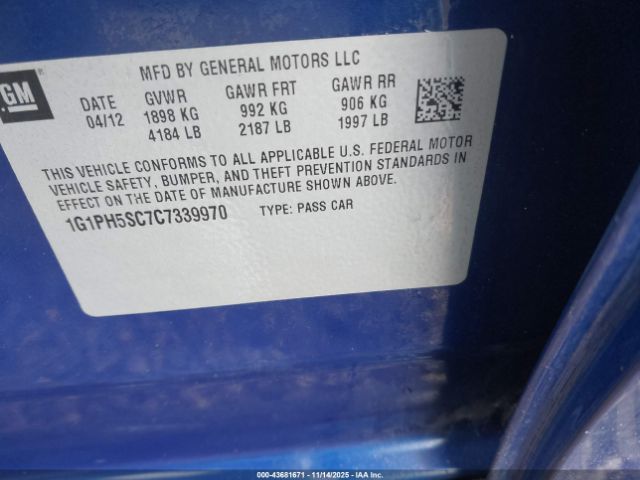 GM
MFD BY GENERAL MOTORS LLC
DATE GVWR GAWR FRT GAWR RR
04/12 1898 KG 992 KG 906 KG
4184 LB 2187 LB 1997 LB
THIS VEHICLE CONFORMS TO ALL APPLICABLE U.S. FEDERAL MOTOR
VEHICLE SAFETY, BUMPER, AND THEFT PREVENTION STANDARDS IN
EFFECT ON THE DATE OF MANUFACTURE SHOWN ABOVE.
1G1PH5SC7C7339970 TYPE: PASS CAR
000-43681671 - 11/14/2025 - IAA Inc.